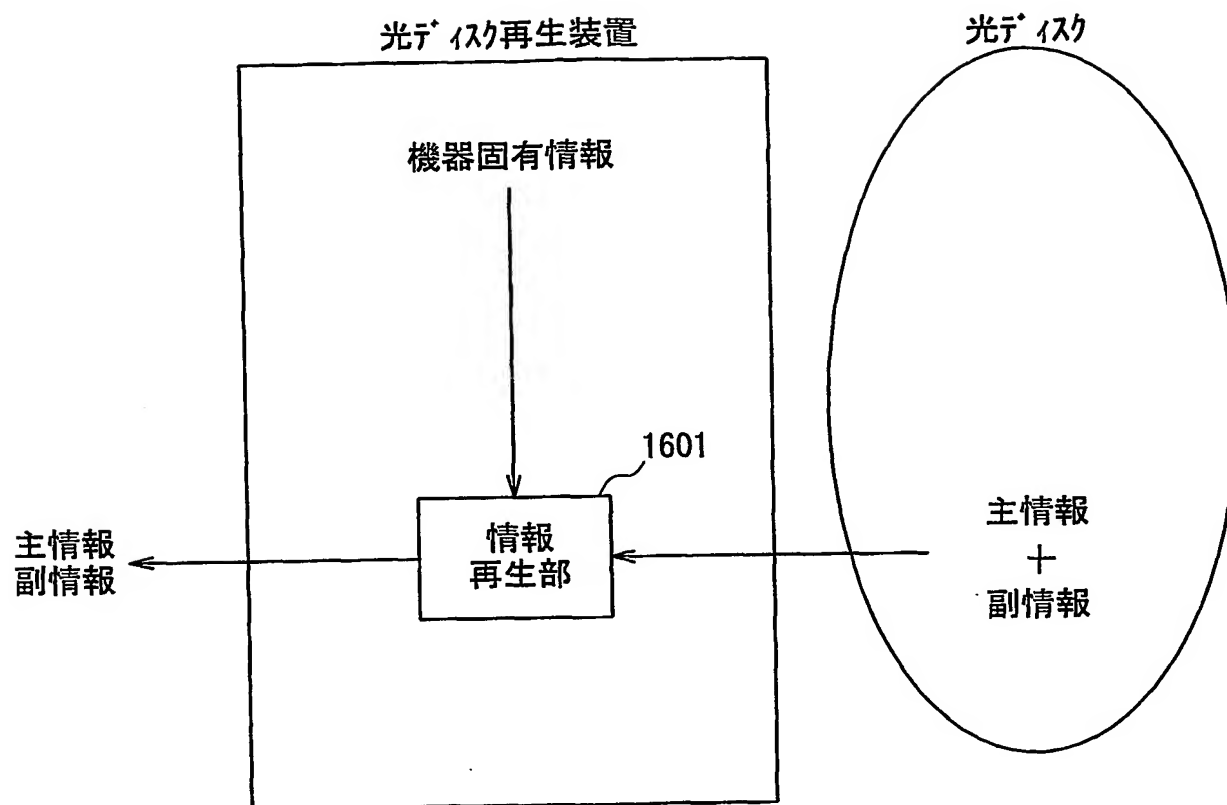 光ディスク再生装置
光ディスク
機器固有情報
1601
情報
再生部
主情報
副情報
主情報
+
副情報